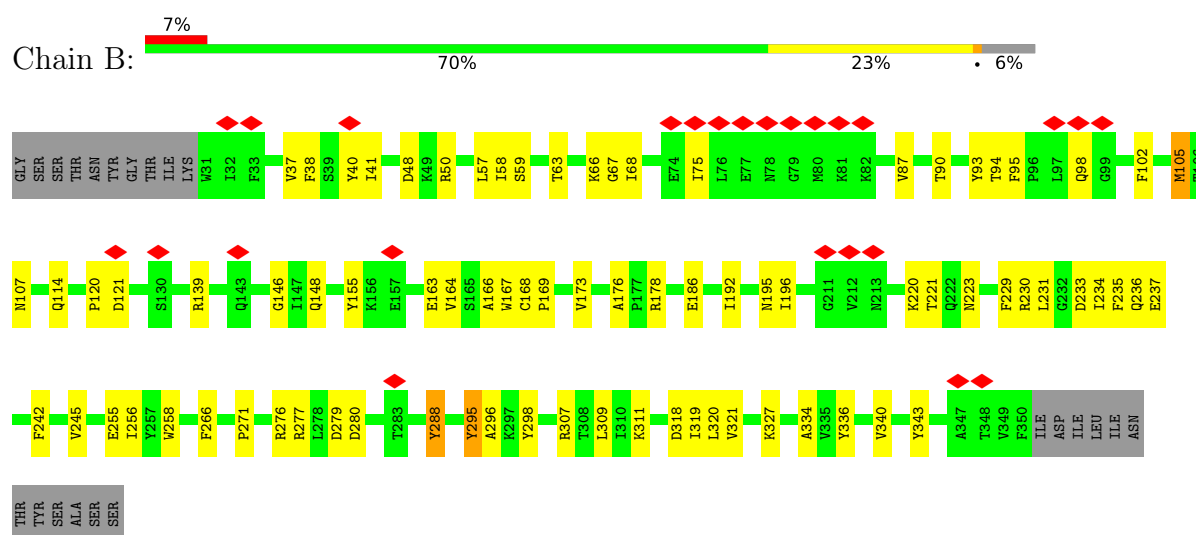 7%
Chain B:
70% 23% • 6%
GLY SER SER THR ASN TYR GLY THR ILE LYS W31 I32 F33 V37 F38 S39 Y40 I41 D48 K49 R50 L57 I58 S59 T63 K66 G67 I68 E74 I75 L76 E77 N78 G79 M80 K81 K82 V87 T90 Y93 T94 F95 P96 L97 Q98 G99 F102 M105
N107 Q114 P120 D121 S130 R139 Q143 G146 I147 Q148 Y155 K156 E157 E163 V164 S165 A166 W167 C168 P169 V173 A176 P177 R178 E186 I192 N195 I196 G211 V212 N213 K220 T221 Q222 N223 F229 R230 L231 G232 D233 I234 F235 Q236 E237
F242 V245 E255 I256 Y257 W258 F266 P271 R276 R277 L278 D279 D280 T283 Y288 Y295 A296 K297 Y298 R307 T308 L309 I310 K311 D318 I319 L320 V321 K327 A334 V335 Y336 V340 Y343 A347 T348 V349 F350 ILE ASP ILE LEU ILE ASN
THR TYR SER ALA SER SER